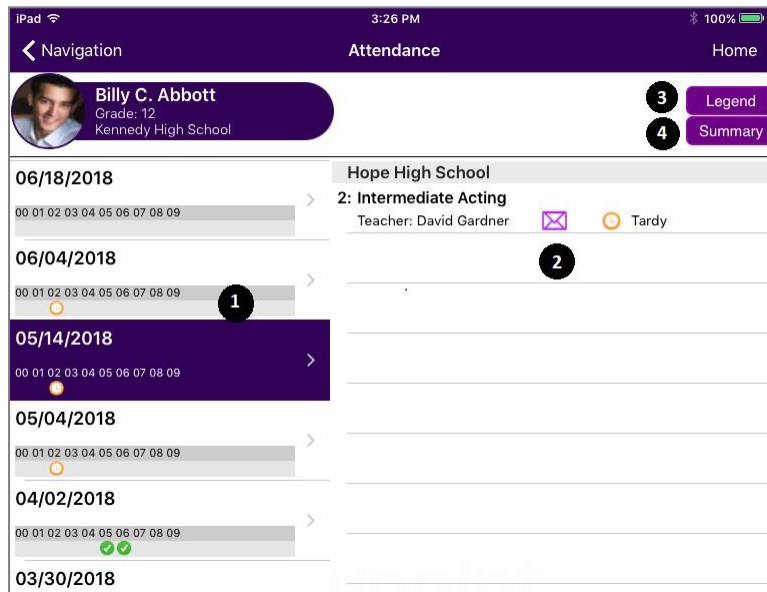 iPad 3:26 PM 100%
Navigation Attendance Home
Billy C. Abbott
Grade: 12
Kennedy High School
3 Legend
4 Summary
06/18/2018
00 01 02 03 04 05 06 07 08 09
06/04/2018
00 01 02 03 04 05 06 07 08 09
1
05/14/2018
00 01 02 03 04 05 06 07 08 09
05/04/2018
00 01 02 03 04 05 06 07 08 09
04/02/2018
00 01 02 03 04 05 06 07 08 09
03/30/2018
Hope High School
2: Intermediate Acting
Teacher: David Gardner Tardy
2